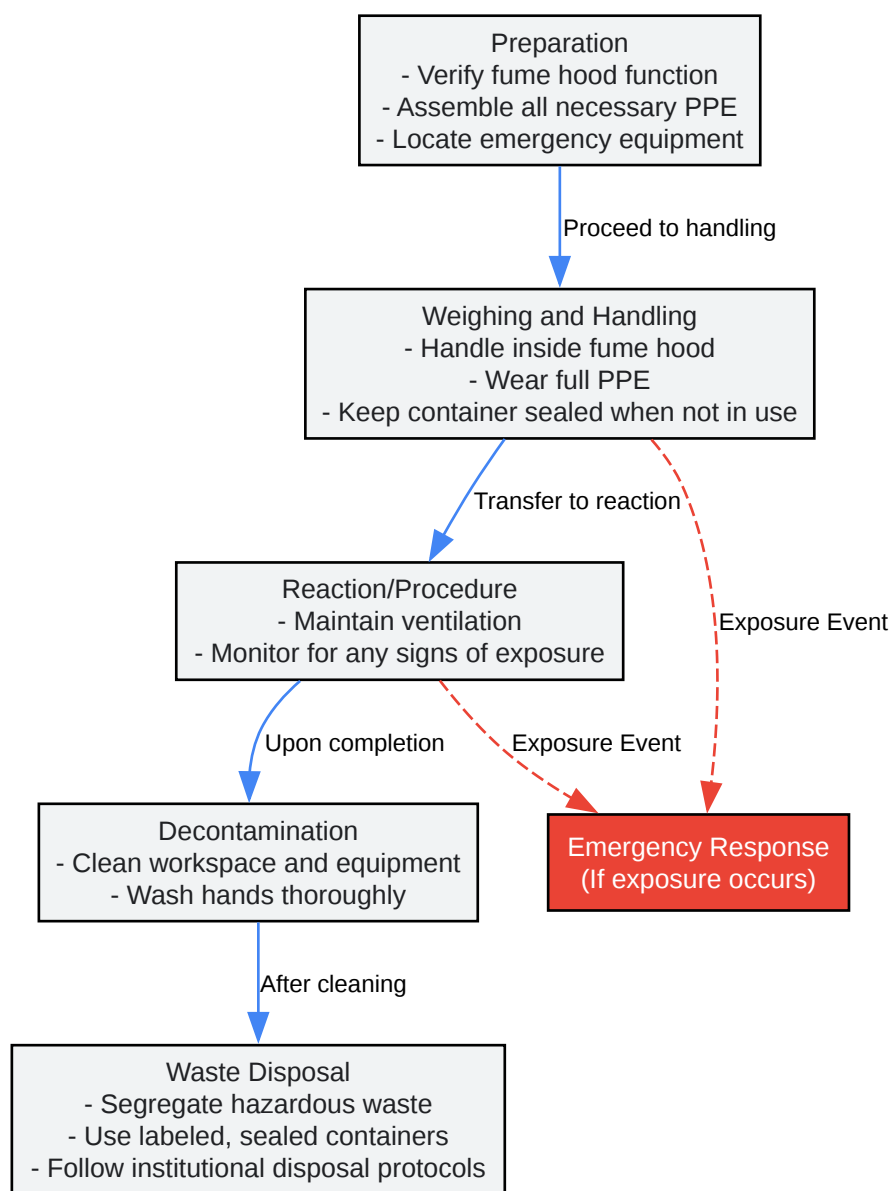 Preparation
- Verify fume hood function
- Assemble all necessary PPE
- Locate emergency equipment
Proceed to handling
Weighing and Handling
- Handle inside fume hood
- Wear full PPE
- Keep container sealed when not in use
Transfer to reaction
Exposure Event
Reaction/Procedure
- Maintain ventilation
- Monitor for any signs of exposure
Upon completion
Exposure Event
Decontamination
- Clean workspace and equipment
- Wash hands thoroughly
Emergency Response
(If exposure occurs)
After cleaning
Waste Disposal
- Segregate hazardous waste
- Use labeled, sealed containers
- Follow institutional disposal protocols